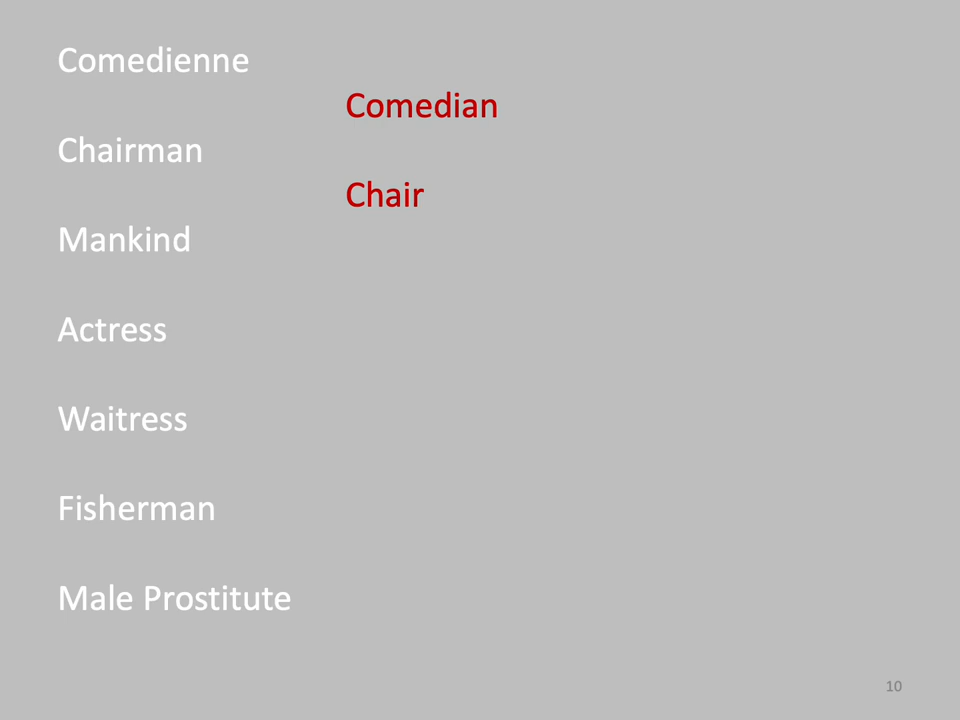 Comedienne
Comedian
Chairman
Chair
Mankind
Actress
Waitress
Fisherman
Male Prostitute
10